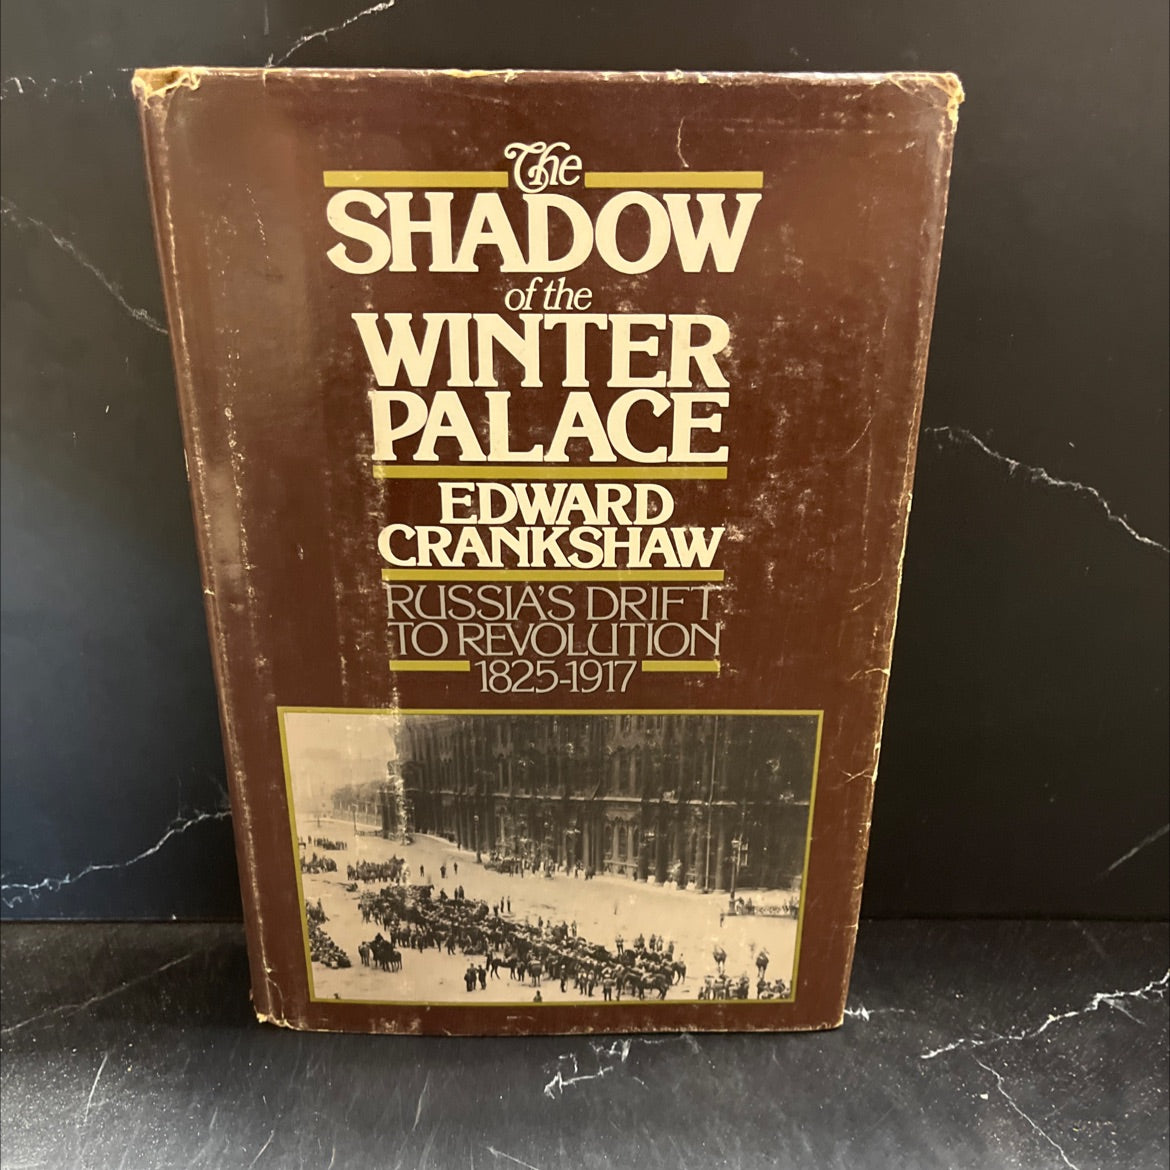 The
SHADOW
of the
WINTER
PALACE
EDWARD
CRANKSHAW
RUSSIA'S DRIFT
TO REVOLUTION
1825-1917